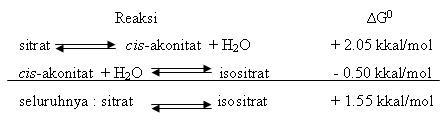 Reaksi ΔG⁰
sitrat ⟷ cis-akonitat + H₂O + 2.05 kkal/mol
cis-akonitat + H₂O ⟷ isositrat - 0.50 kkal/mol
seluruhnya : sitrat ⟷ isositrat + 1.55 kkal/mol